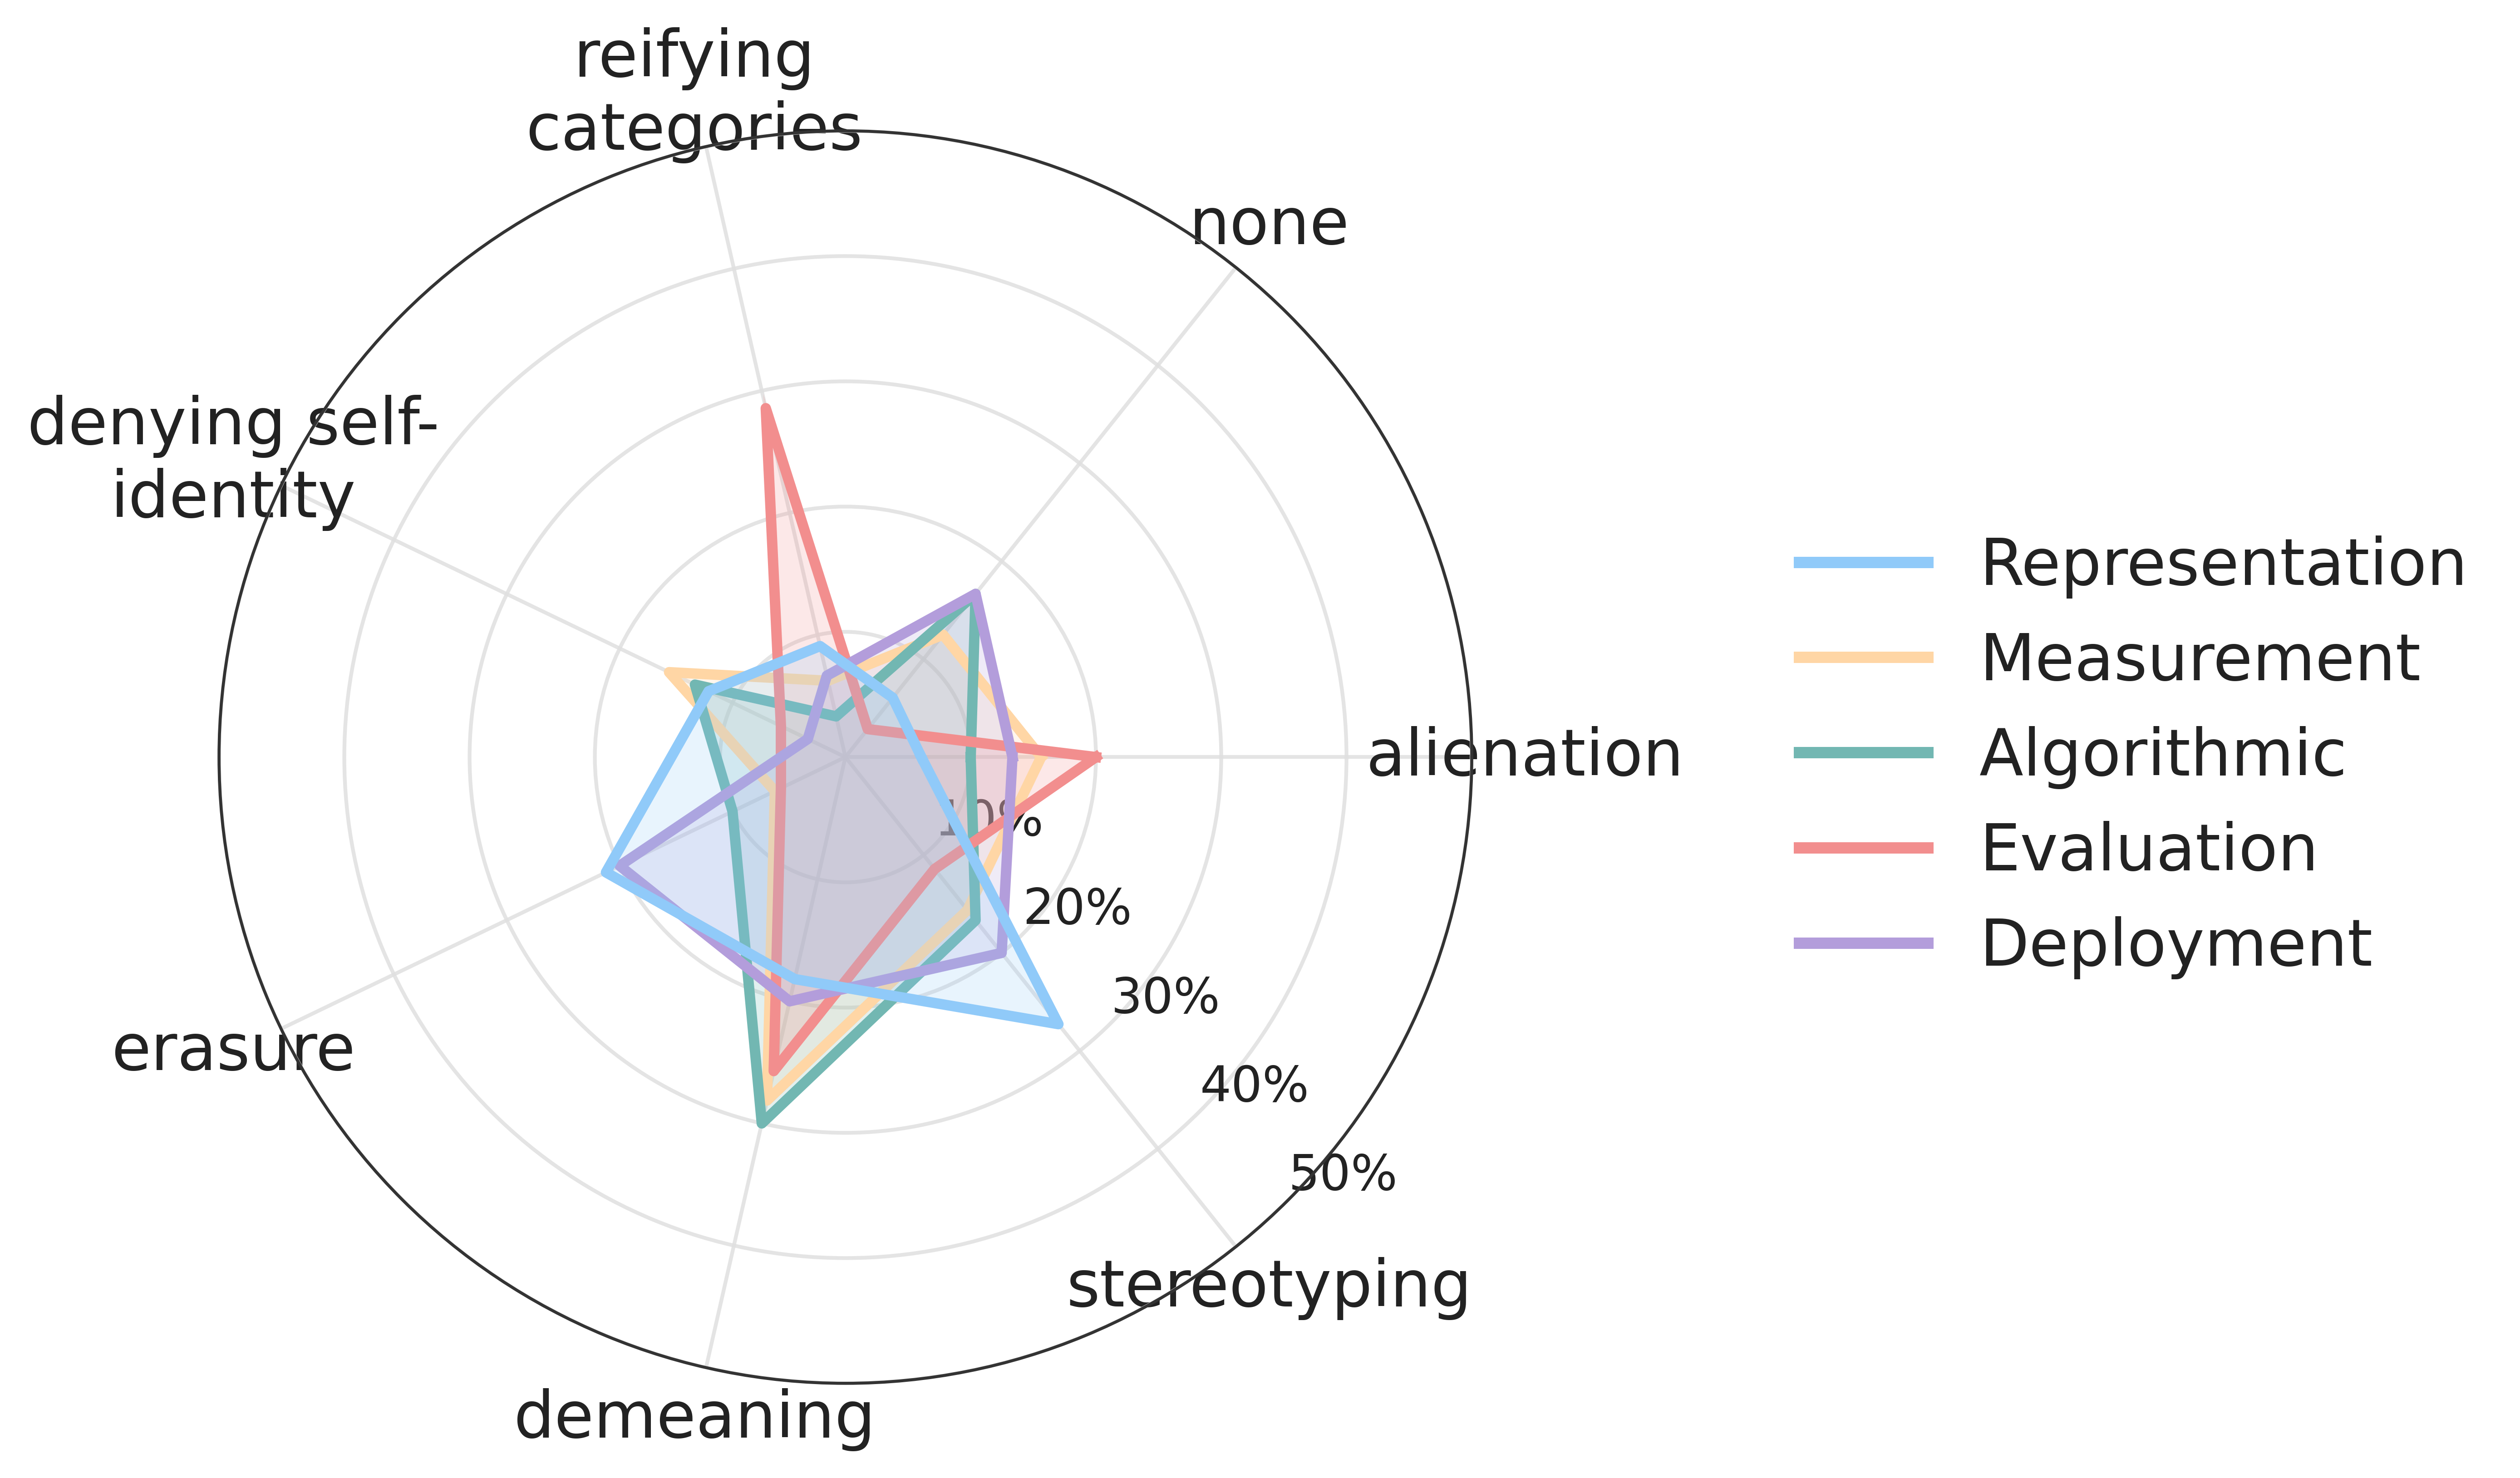 reifying
categories
none
denying self-
identity
alienation
10%
20%
30%
40%
50%
erasure
stereotyping
demeaning
Representation
Measurement
Algorithmic
Evaluation
Deployment